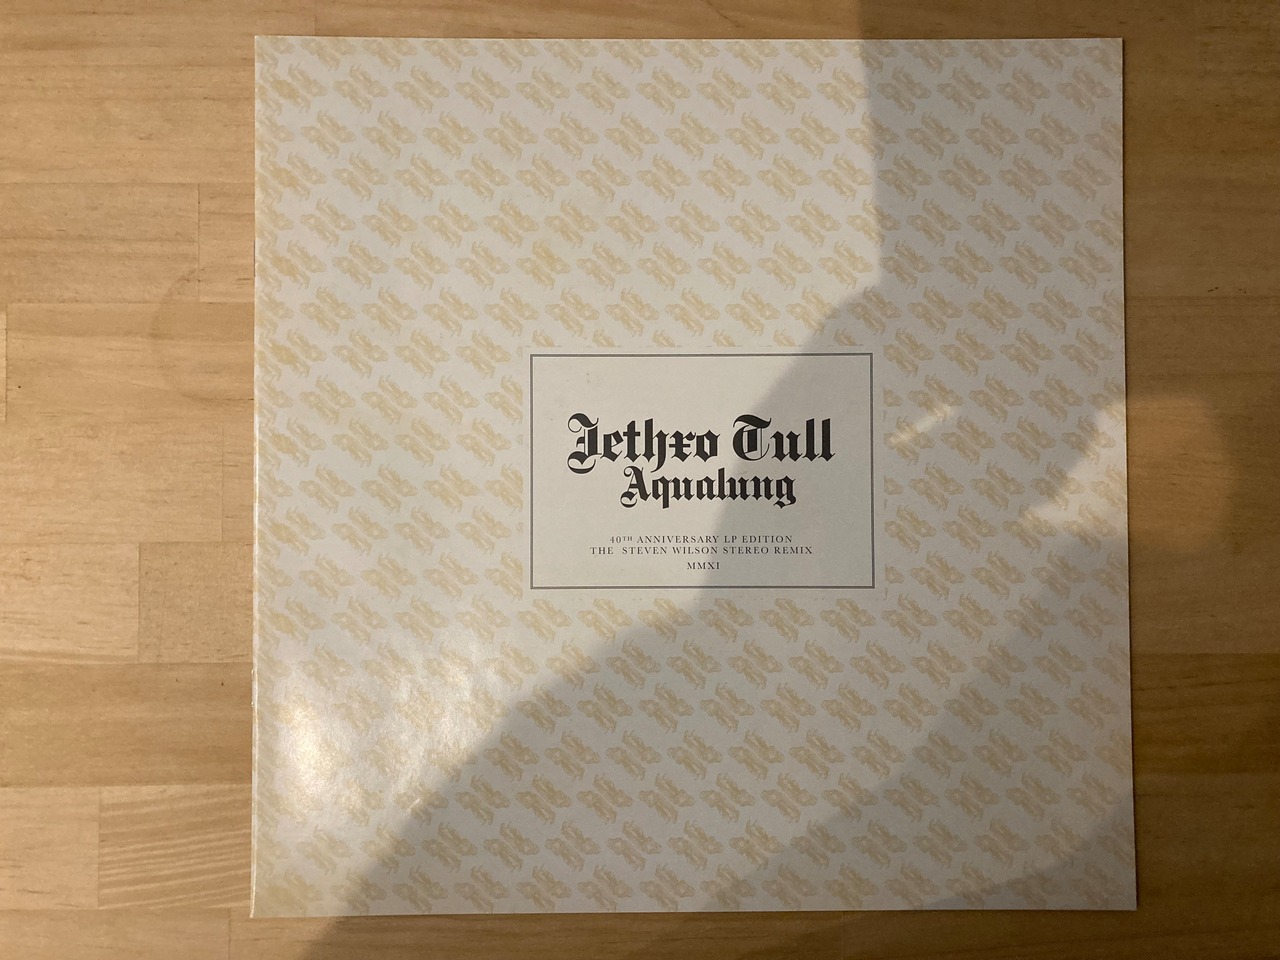 Jethro Tull
Aqualung
40TH ANNIVERSARY LP EDITION
THE STEVEN WILSON STEREO REMIX
MMXI